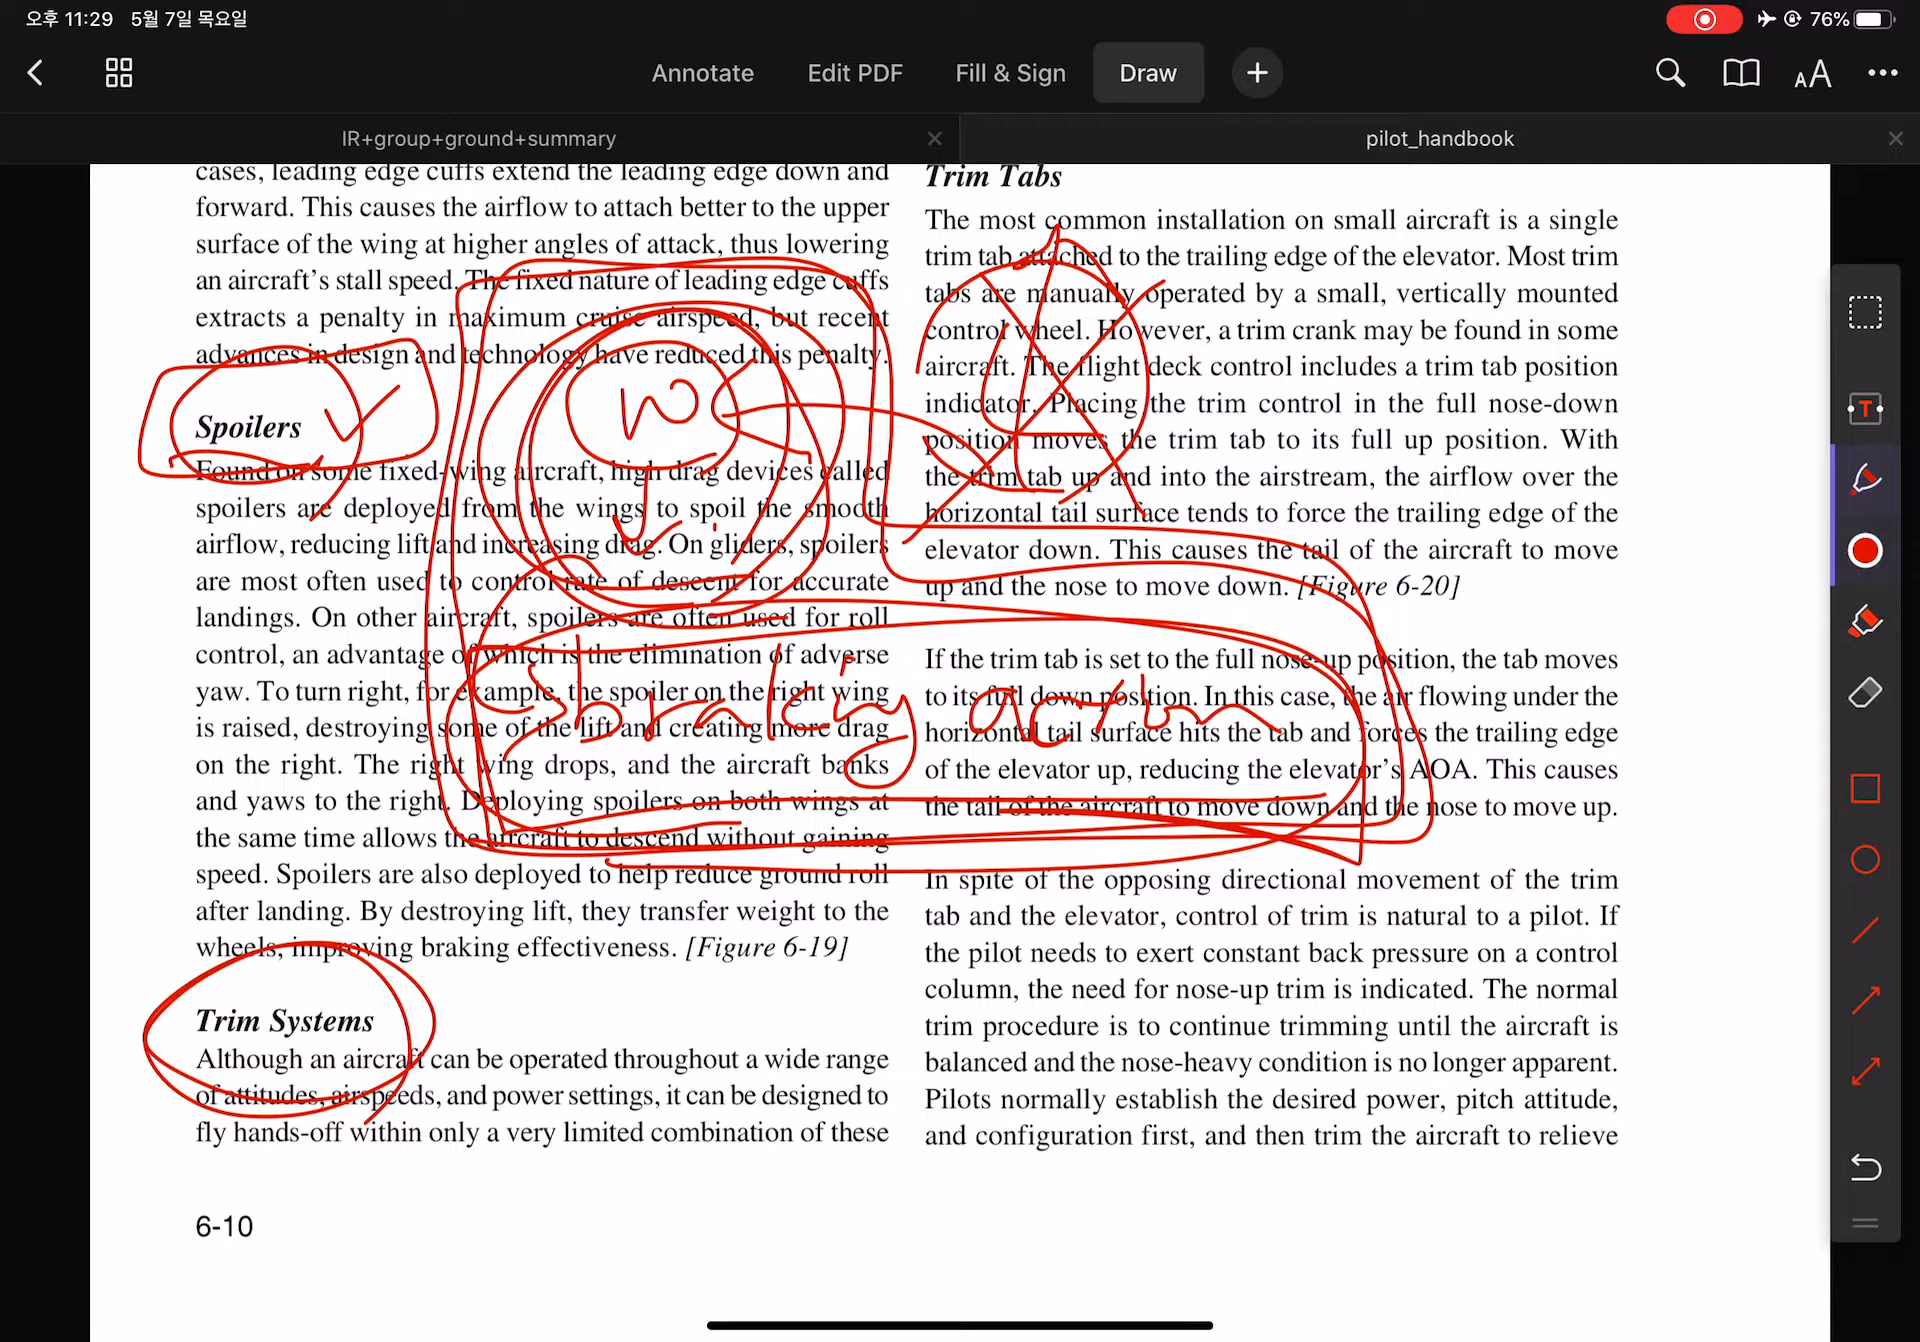 오후 11:29 5월 7일 목요일
76%
Annotate Edit PDF Fill & Sign Draw
AA
IR+group+ground+summary
pilot_handbook
cases, leading edge cuffs extend the leading edge down and
forward. This causes the airflow to attach better to the upper
surface of the wing at higher angles of attack, thus lowering
an aircraft's stall speed. The fixed nature of leading edge cuffs
extracts a penalty in maximum cruise airspeed, but recent
advances in design and technology have reduced this penalty.
Spoilers
Found on some fixed-wing aircraft, high drag devices called
spoilers are deployed from the wings to spoil the smooth
airflow, reducing lift and increasing drag. On gliders, spoilers
are most often used to control rate of descent for accurate
landings. On other aircraft, spoilers are often used for roll
control, an advantage of which is the elimination of adverse
yaw. To turn right, for example, the spoiler on the right wing
is raised, destroying some of the lift and creating more drag
on the right. The right wing drops, and the aircraft banks
and yaws to the right. Deploying spoilers on both wings at
the same time allows the aircraft to descend without gaining
speed. Spoilers are also deployed to help reduce ground roll
after landing. By destroying lift, they transfer weight to the
wheels, improving braking effectiveness. [Figure 6-19]
Trim Systems
Although an aircraft can be operated throughout a wide range
of attitudes, airspeeds, and power settings, it can be designed to
fly hands-off within only a very limited combination of these
6-10
Trim Tabs
The most common installation on small aircraft is a single
trim tab attached to the trailing edge of the elevator. Most trim
tabs are manually operated by a small, vertically mounted
control wheel. However, a trim crank may be found in some
aircraft. The flight deck control includes a trim tab position
indicator. Placing the trim control in the full nose-down
position moves the trim tab to its full up position. With
the trim tab up and into the airstream, the airflow over the
horizontal tail surface tends to force the trailing edge of the
elevator down. This causes the tail of the aircraft to move
up and the nose to move down. [Figure 6-20]
If the trim tab is set to the full nose-up position, the tab moves
to its full down position. In this case, the air flowing under the
horizontal tail surface hits the tab and forces the trailing edge
of the elevator up, reducing the elevator's AOA. This causes
the tail of the aircraft to move down and the nose to move up.
In spite of the opposing directional movement of the trim
tab and the elevator, control of trim is natural to a pilot. If
the pilot needs to exert constant back pressure on a control
column, the need for nose-up trim is indicated. The normal
trim procedure is to continue trimming until the aircraft is
balanced and the nose-heavy condition is no longer apparent.
Pilots normally establish the desired power, pitch attitude,
and configuration first, and then trim the aircraft to relieve
braking action